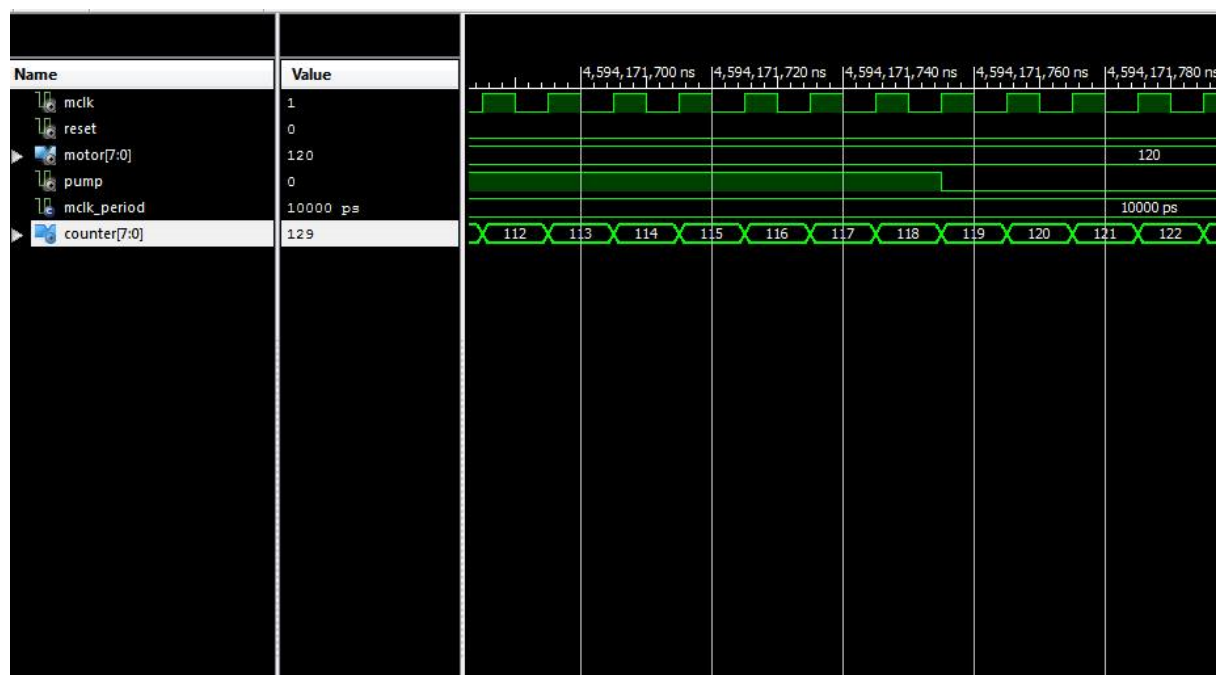 Name Value 4,594,171,700 ns 4,594,171,720 ns 4,594,171,740 ns 4,594,171,760 ns 4,594,171,780 ns
mclk 1
reset 0
motor[7:0] 120 120
pump 0
mclk_period 10000 ps 10000 ps
counter[7:0] 129 112 113 114 115 116 117 118 119 120 121 122